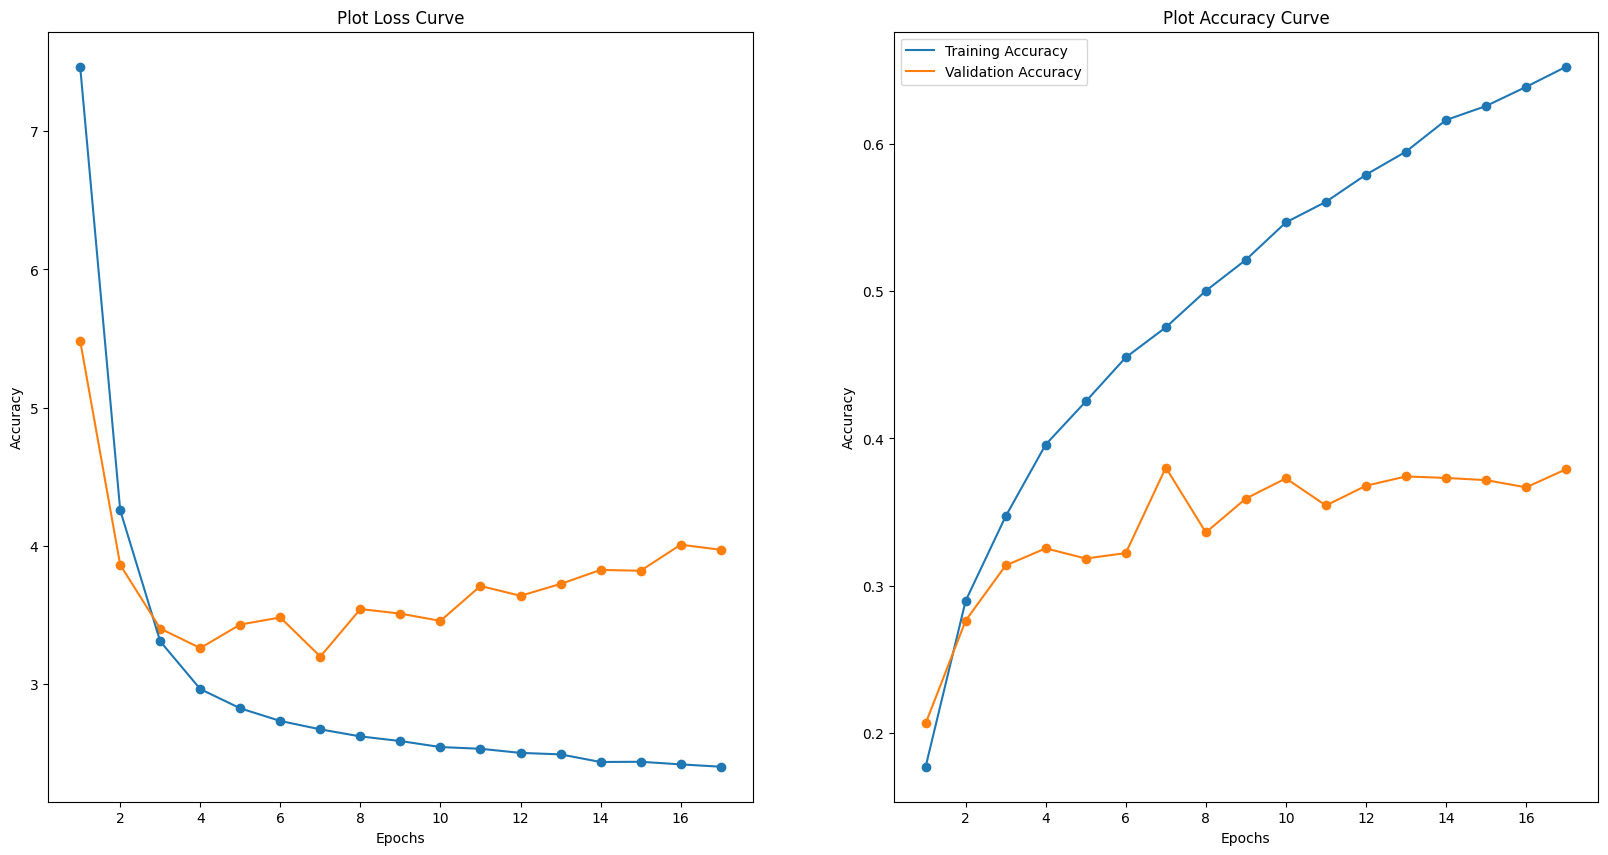 Plot Loss Curve
7
6
5
4
3
Accuracy
2 4 6 8 10 12 14 16
Epochs
Plot Accuracy Curve
Training Accuracy
Validation Accuracy
0.6
0.5
0.4
0.3
0.2
Accuracy
2 4 6 8 10 12 14 16
Epochs